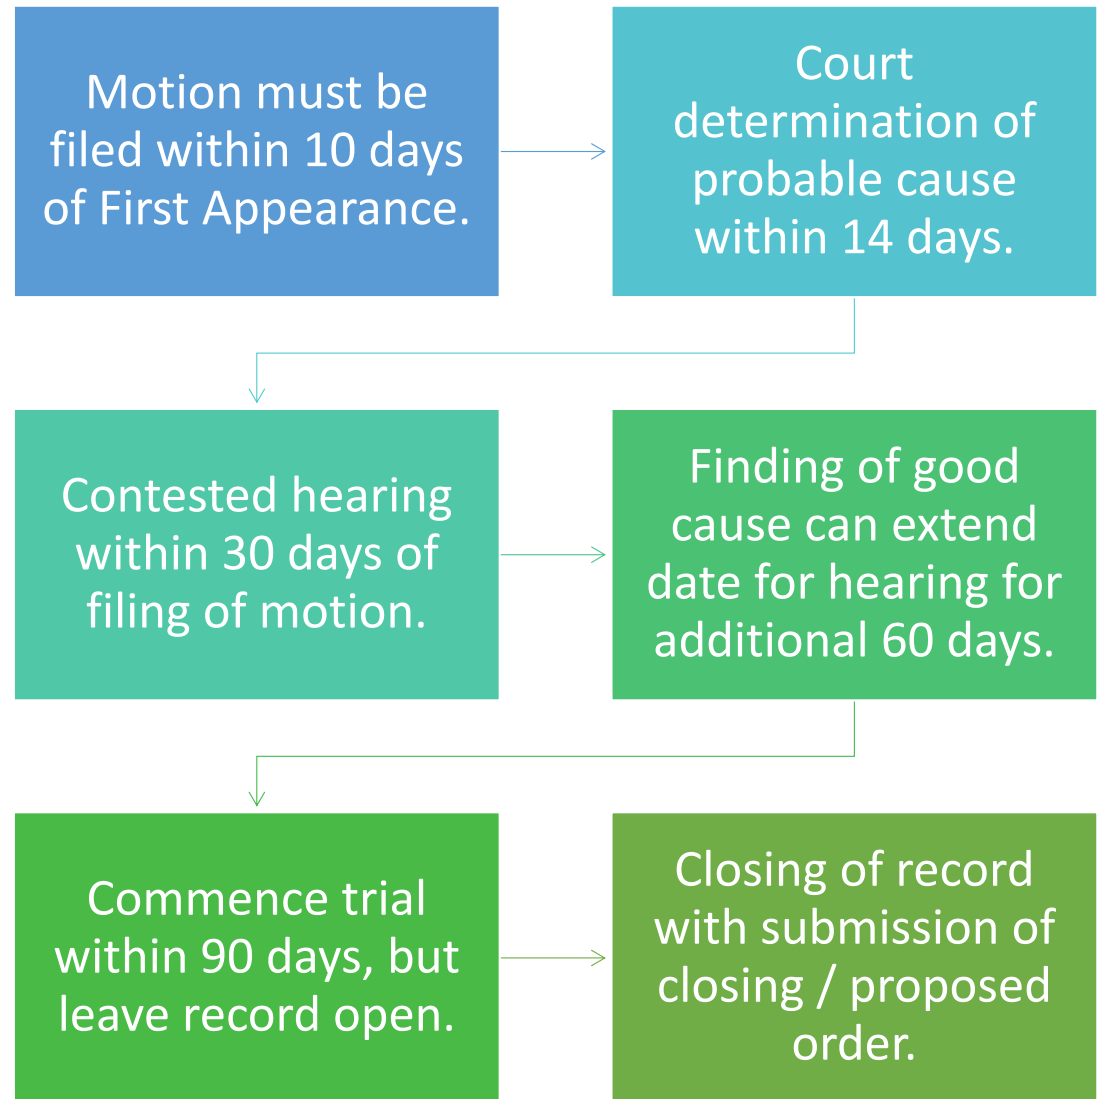 Motion must be
filed within 10 days
of First Appearance.
Court
determination of
probable cause
within 14 days.
Contested hearing
within 30 days of
filing of motion.
Finding of good
cause can extend
date for hearing for
additional 60 days.
Commence trial
within 90 days, but
leave record open.
Closing of record
with submission of
closing / proposed
order.